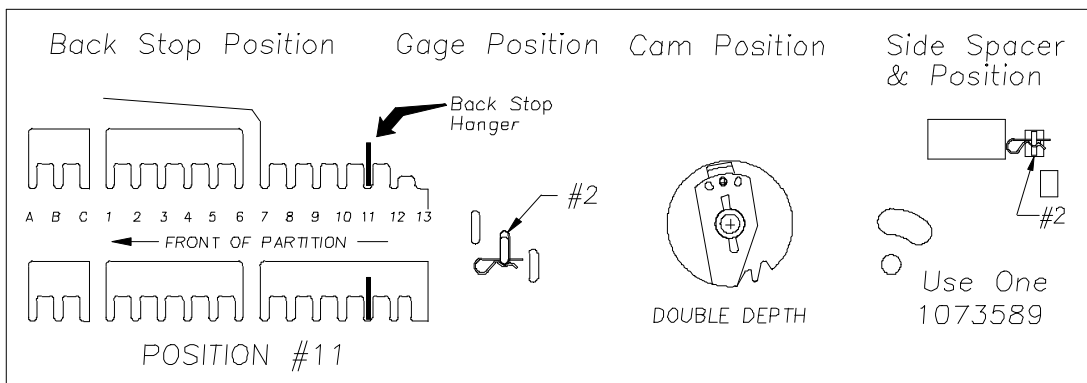 Back Stop Position
Gage Position
Cam Position
Side Spacer
& Position
Back Stop
Hanger
#2
#2
A B C 1 2 3 4 5 6 7 8 9 10 11 12 13
FRONT OF PARTITION
DOUBLE DEPTH
Use One
1073589
POSITION #11